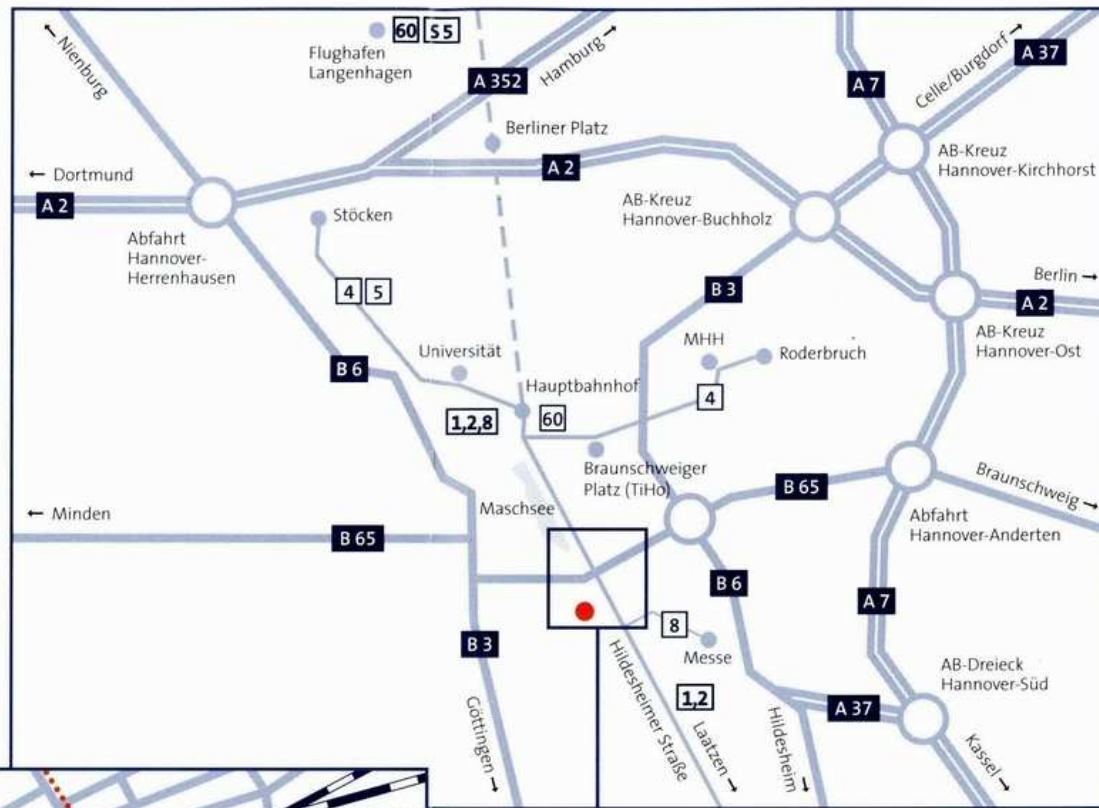 Nienburg
Flughafen
Langenhagen
60
S5
A 352
Hamburg
A 7
Celle/Burgdorf
A 37
Berliner Platz
← Dortmund
A 2
A 2
AB-Kreuz
Hannover-Kirchhorst
AB-Kreuz
Hannover-Buchholz
Stöcken
Abfahrt
Hannover-
Herrenhausen
4
5
B 3
Berlin →
A 2
AB-Kreuz
Hannover-Ost
Universität
MHH
Roderbruch
B 6
Hauptbahnhof
1,2,8
60
4
Braunschweiger
Platz (TiHo)
B 65
Braunschweig
← Minden
Maschsee
B 65
Abfahrt
Hannover-Anderten
B 6
A 7
8
Messe
B 3
Hildesheimer Straße
1,2
AB-Dreieck
Hannover-Süd
A 37
Göttingen
Laatzen
Hildesheim
Kassel